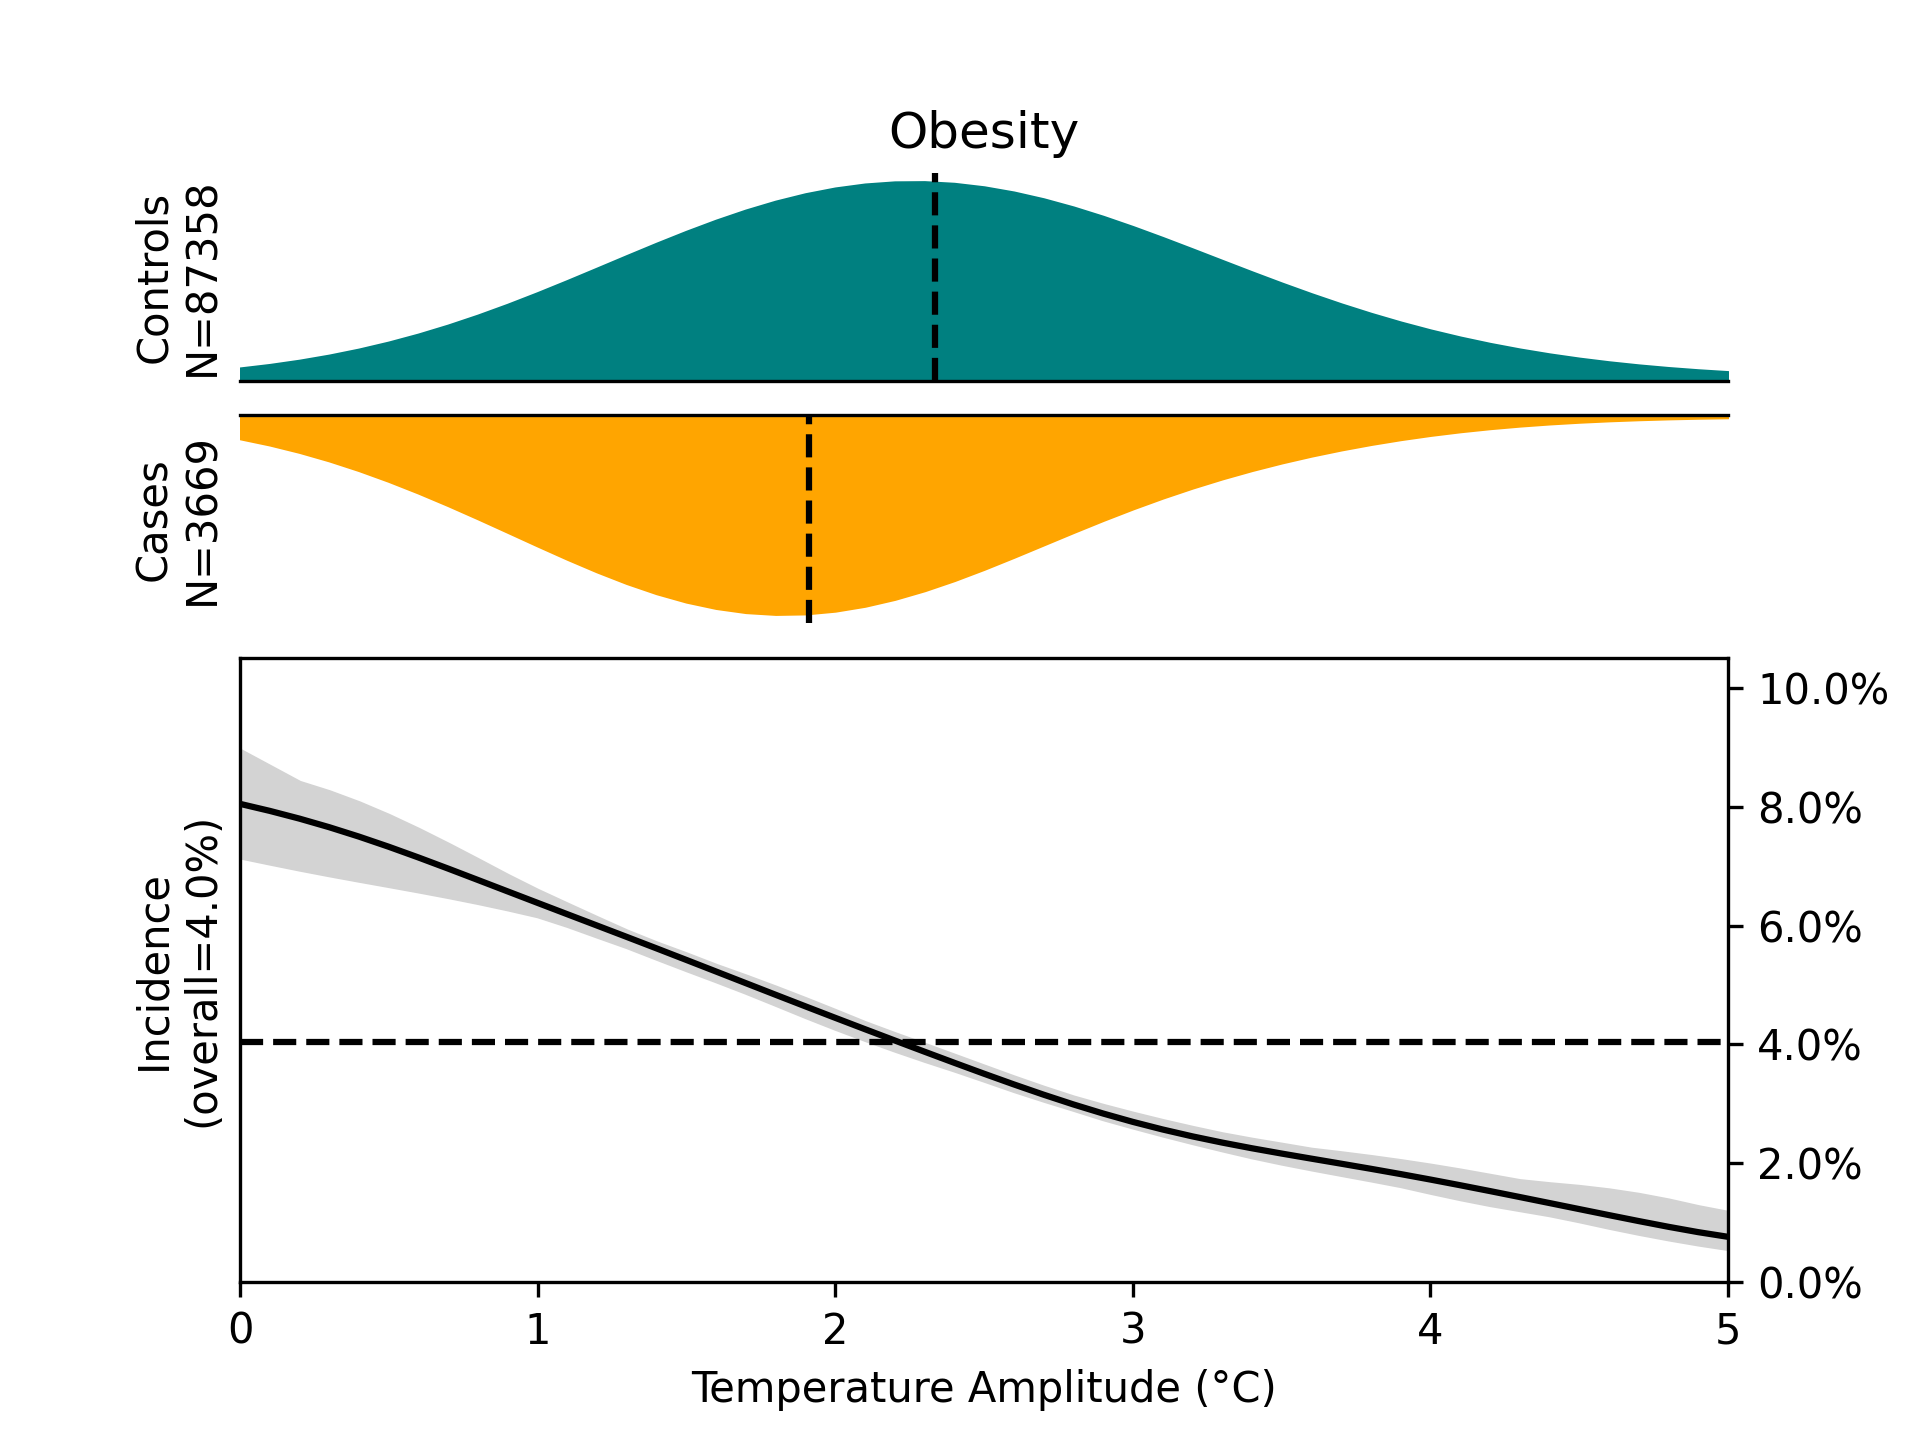 Obesity
Controls
N=87358
Cases
N=3669
Incidence
(overall=4.0%)
10.0%
8.0%
6.0%
4.0%
2.0%
0.0%
0 1 2 3 4 5
Temperature Amplitude (°C)